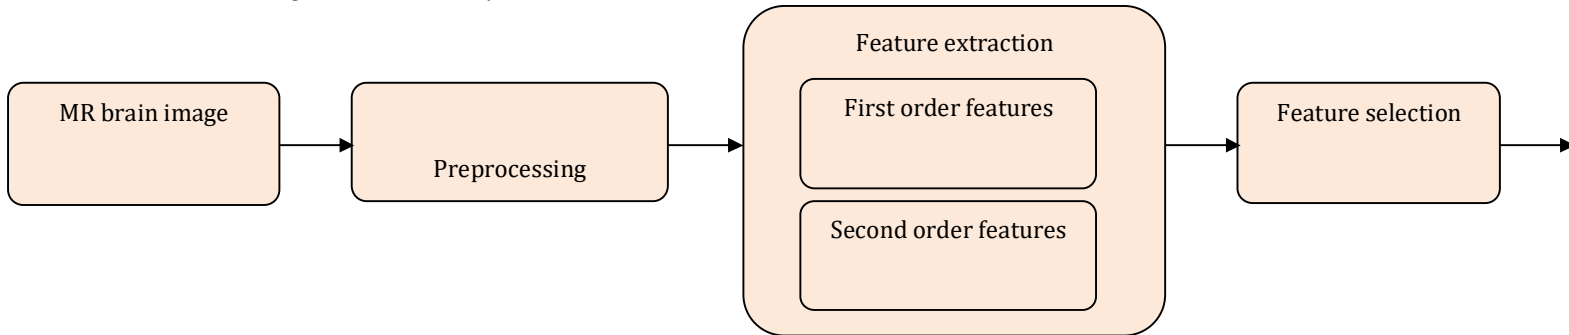 MR brain image
Preprocessing
Feature extraction
First order features
Second order features
Feature selection